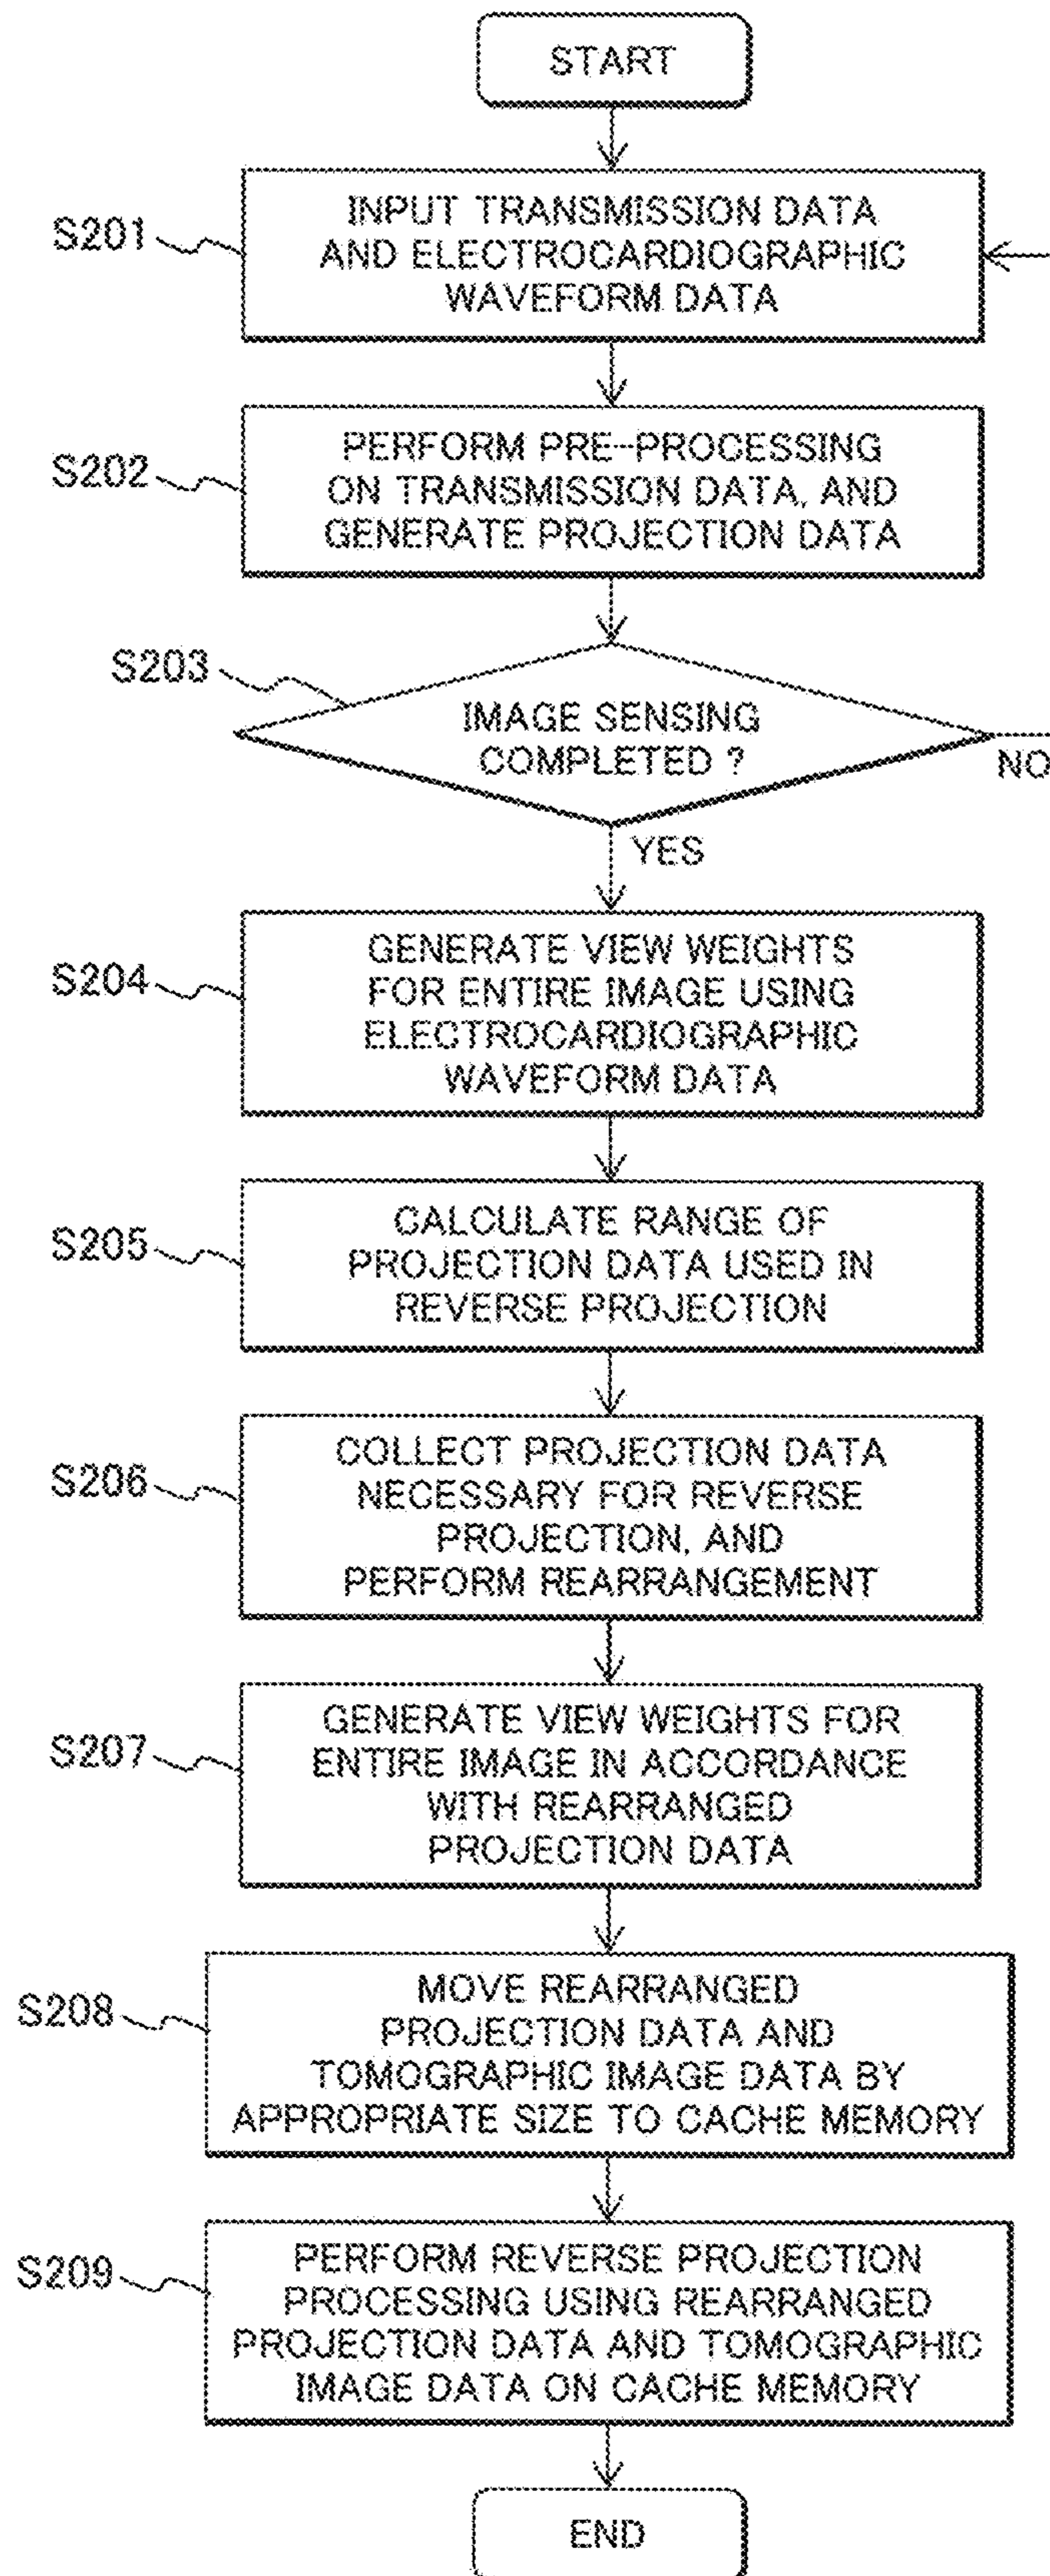 START
S201
INPUT TRANSMISSION DATA
AND ELECTROCARDIOGRAPHIC
WAVEFORM DATA
S202
PERFORM PRE-PROCESSING
ON TRANSMISSION DATA, AND
GENERATE PROJECTION DATA
S203
IMAGE SENSING
COMPLETED ?
NO
YES
S204
GENERATE VIEW WEIGHTS
FOR ENTIRE IMAGE USING
ELECTROCARDIOGRAPHIC
WAVEFORM DATA
S205
CALCULATE RANGE OF
PROJECTION DATA USED IN
REVERSE PROJECTION
S206
COLLECT PROJECTION DATA
NECESSARY FOR REVERSE
PROJECTION, AND
PERFORM REARRANGEMENT
S207
GENERATE VIEW WEIGHTS FOR
ENTIRE IMAGE IN ACCORDANCE
WITH REARRANGED
PROJECTION DATA
S208
MOVE REARRANGED
PROJECTION DATA AND
TOMOGRAPHIC IMAGE DATA BY
APPROPRIATE SIZE TO CACHE MEMORY
S209
PERFORM REVERSE PROJECTION
PROCESSING USING REARRANGED
PROJECTION DATA AND TOMOGRAPHIC
IMAGE DATA ON CACHE MEMORY
END